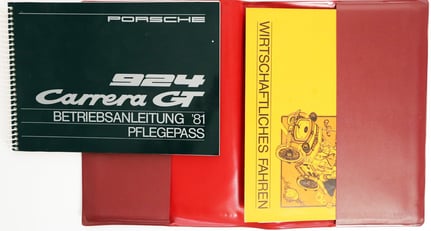 PORSCHE
924
Carrera GT
BETRIEBSANLEITUNG '81
PFLEGEPASS
WIRTSCHAFTLICHES FAHREN